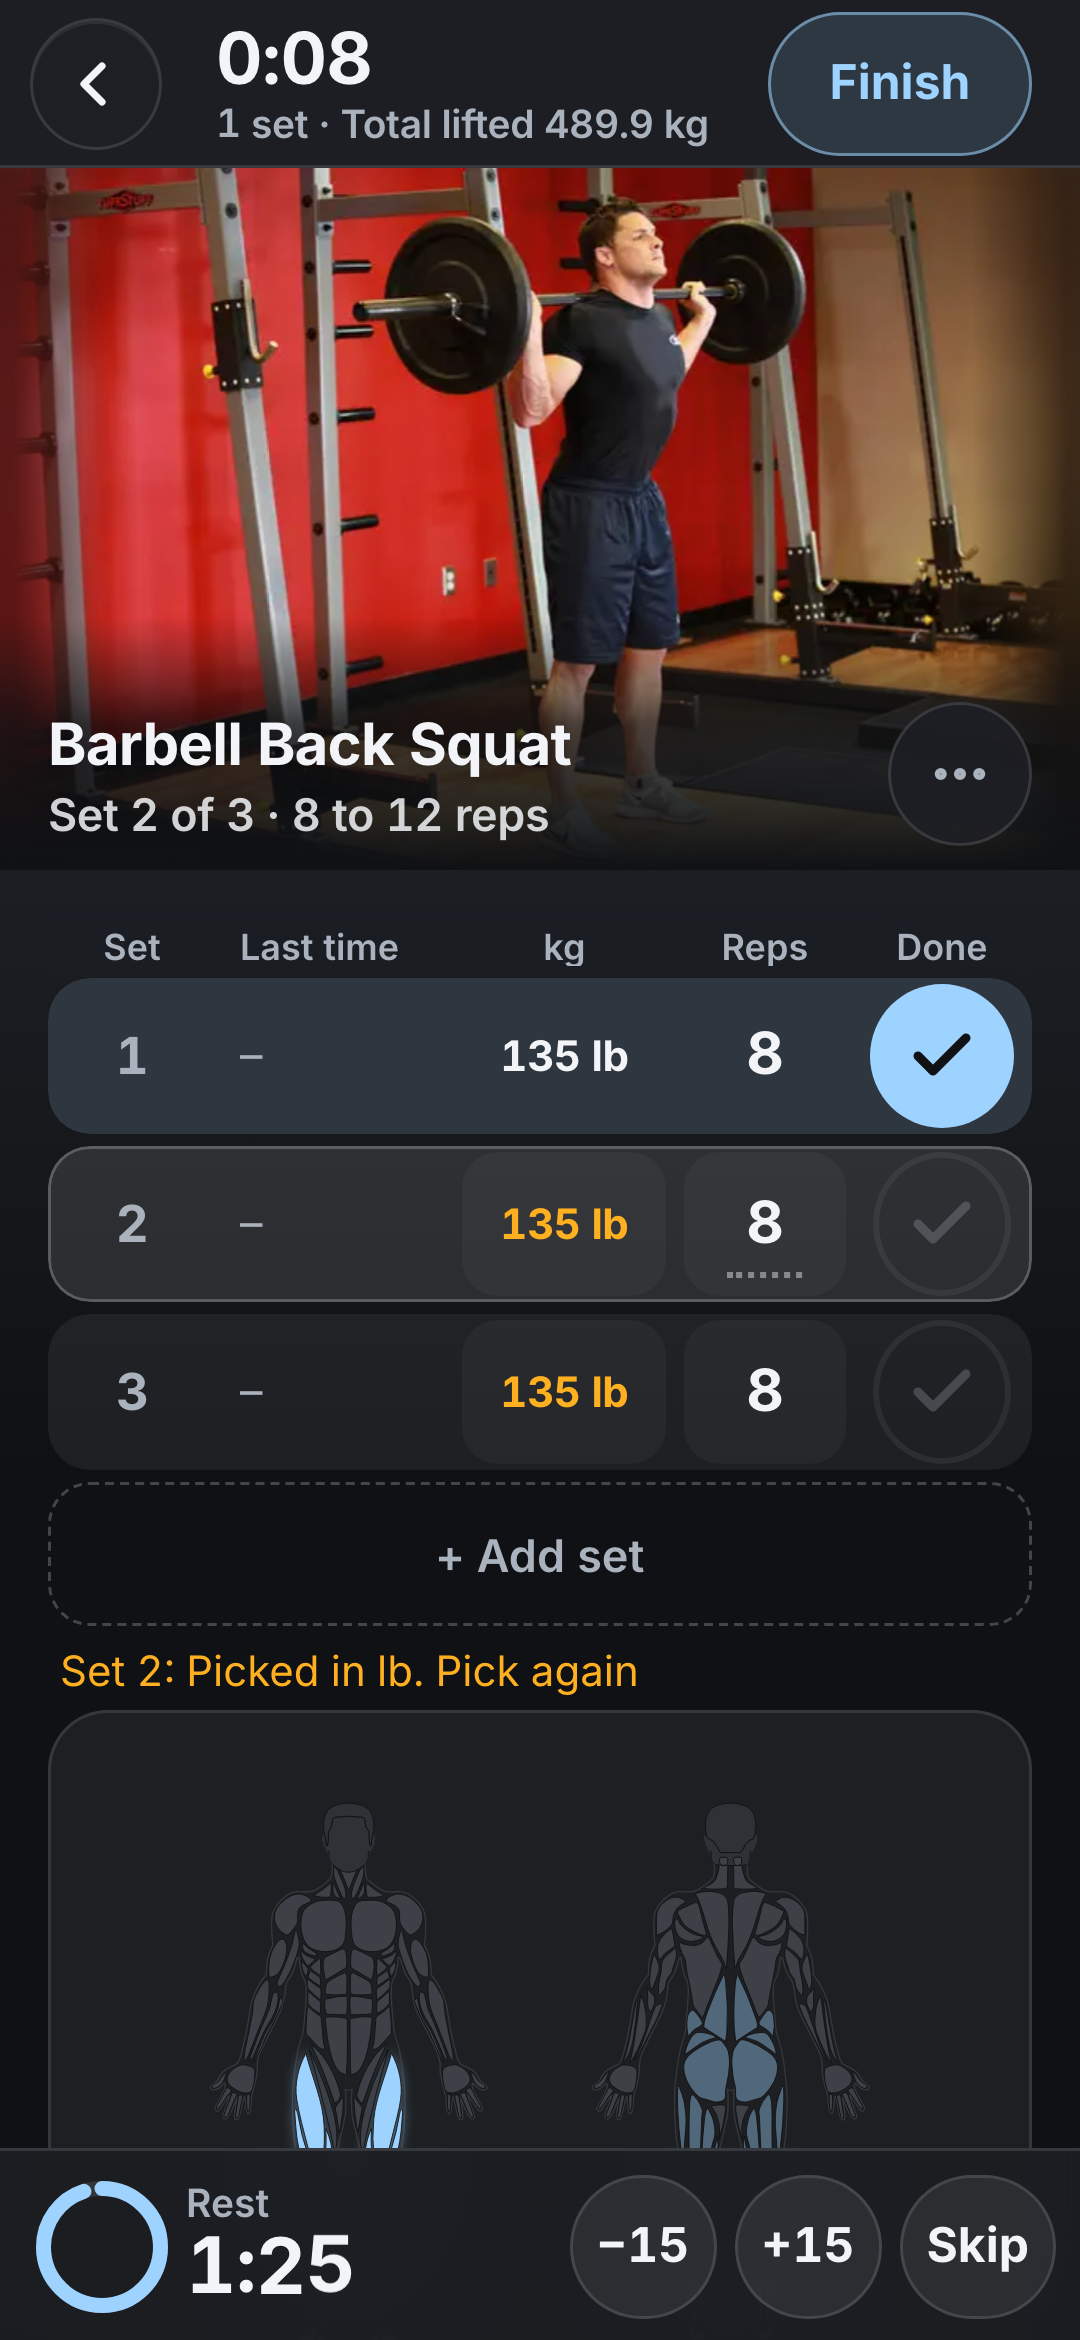 0:08
1 set · Total lifted 489.9 kg
Finish
Barbell Back Squat
Set 2 of 3 · 8 to 12 reps
Set Last time kg Reps Done
1 – 135 lb 8
2 – 135 lb 8
3 – 135 lb 8
+ Add set
Set 2: Picked in lb. Pick again
Rest
1:25
−15 +15 Skip